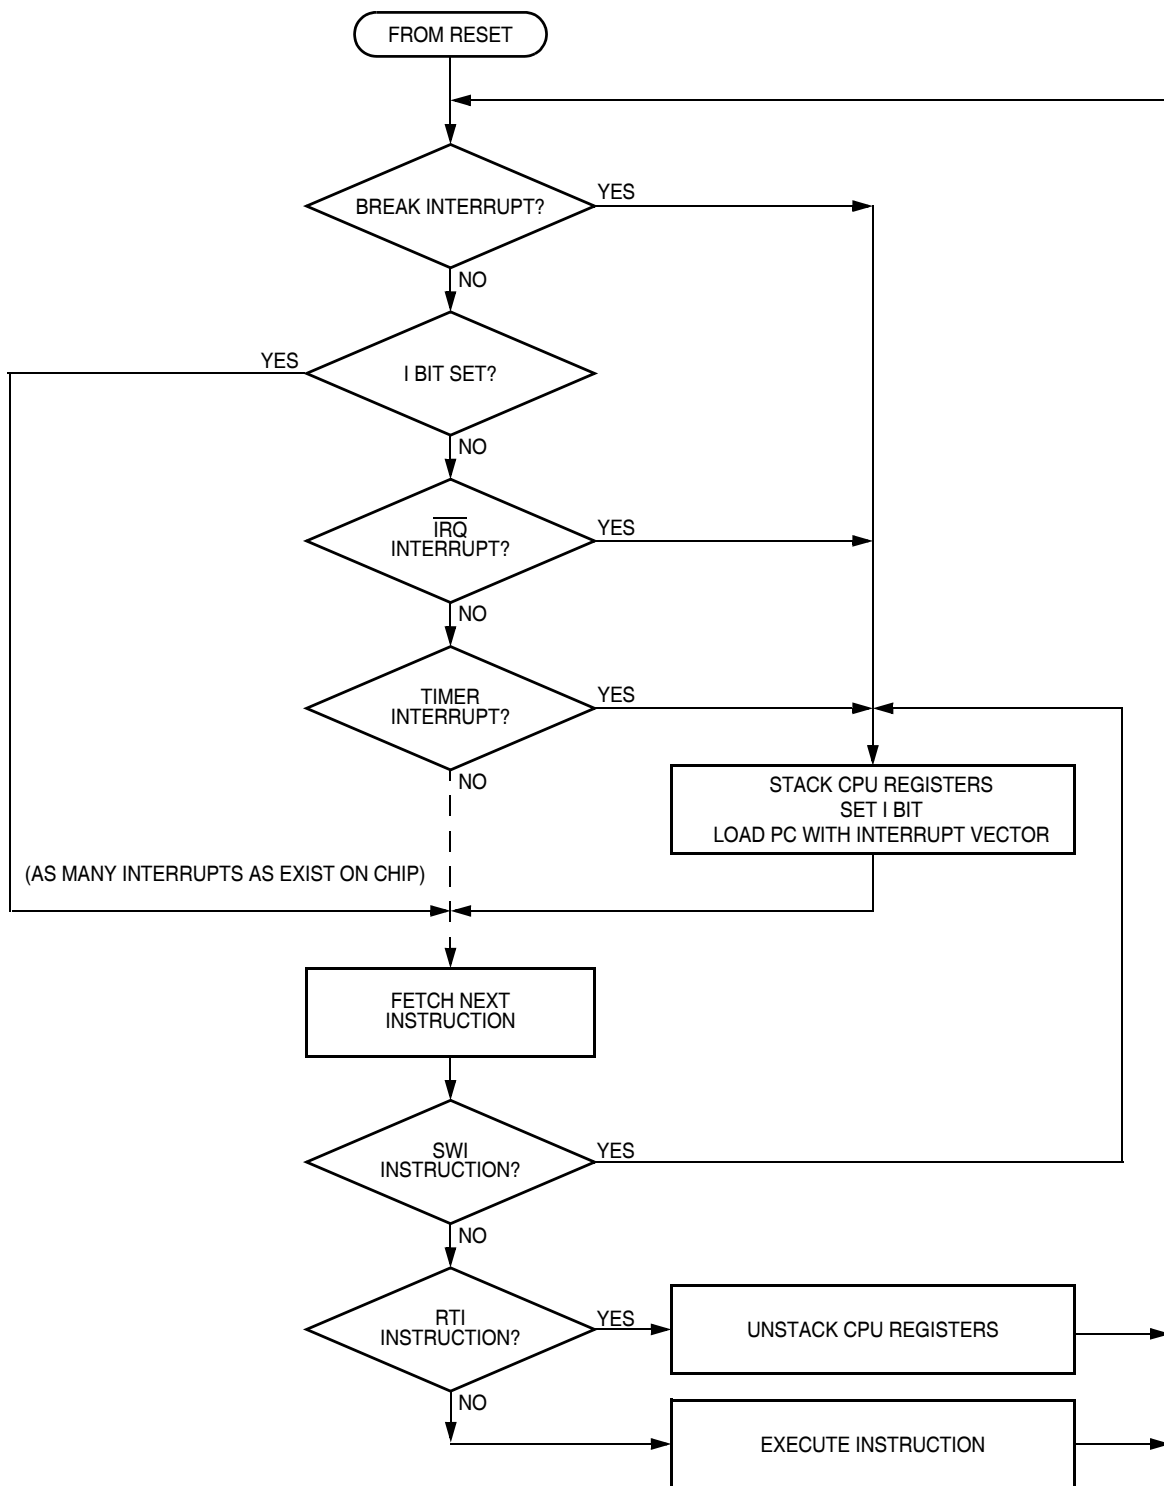 FROM RESET
BREAK INTERRUPT?
YES
NO
YES
I BIT SET?
NO
IRQ
INTERRUPT?
YES
NO
TIMER
INTERRUPT?
YES
NO
STACK CPU REGISTERS
SET I BIT
LOAD PC WITH INTERRUPT VECTOR
(AS MANY INTERRUPTS AS EXIST ON CHIP)
FETCH NEXT
INSTRUCTION
SWI
INSTRUCTION?
YES
NO
RTI
INSTRUCTION?
YES
UNSTACK CPU REGISTERS
NO
EXECUTE INSTRUCTION